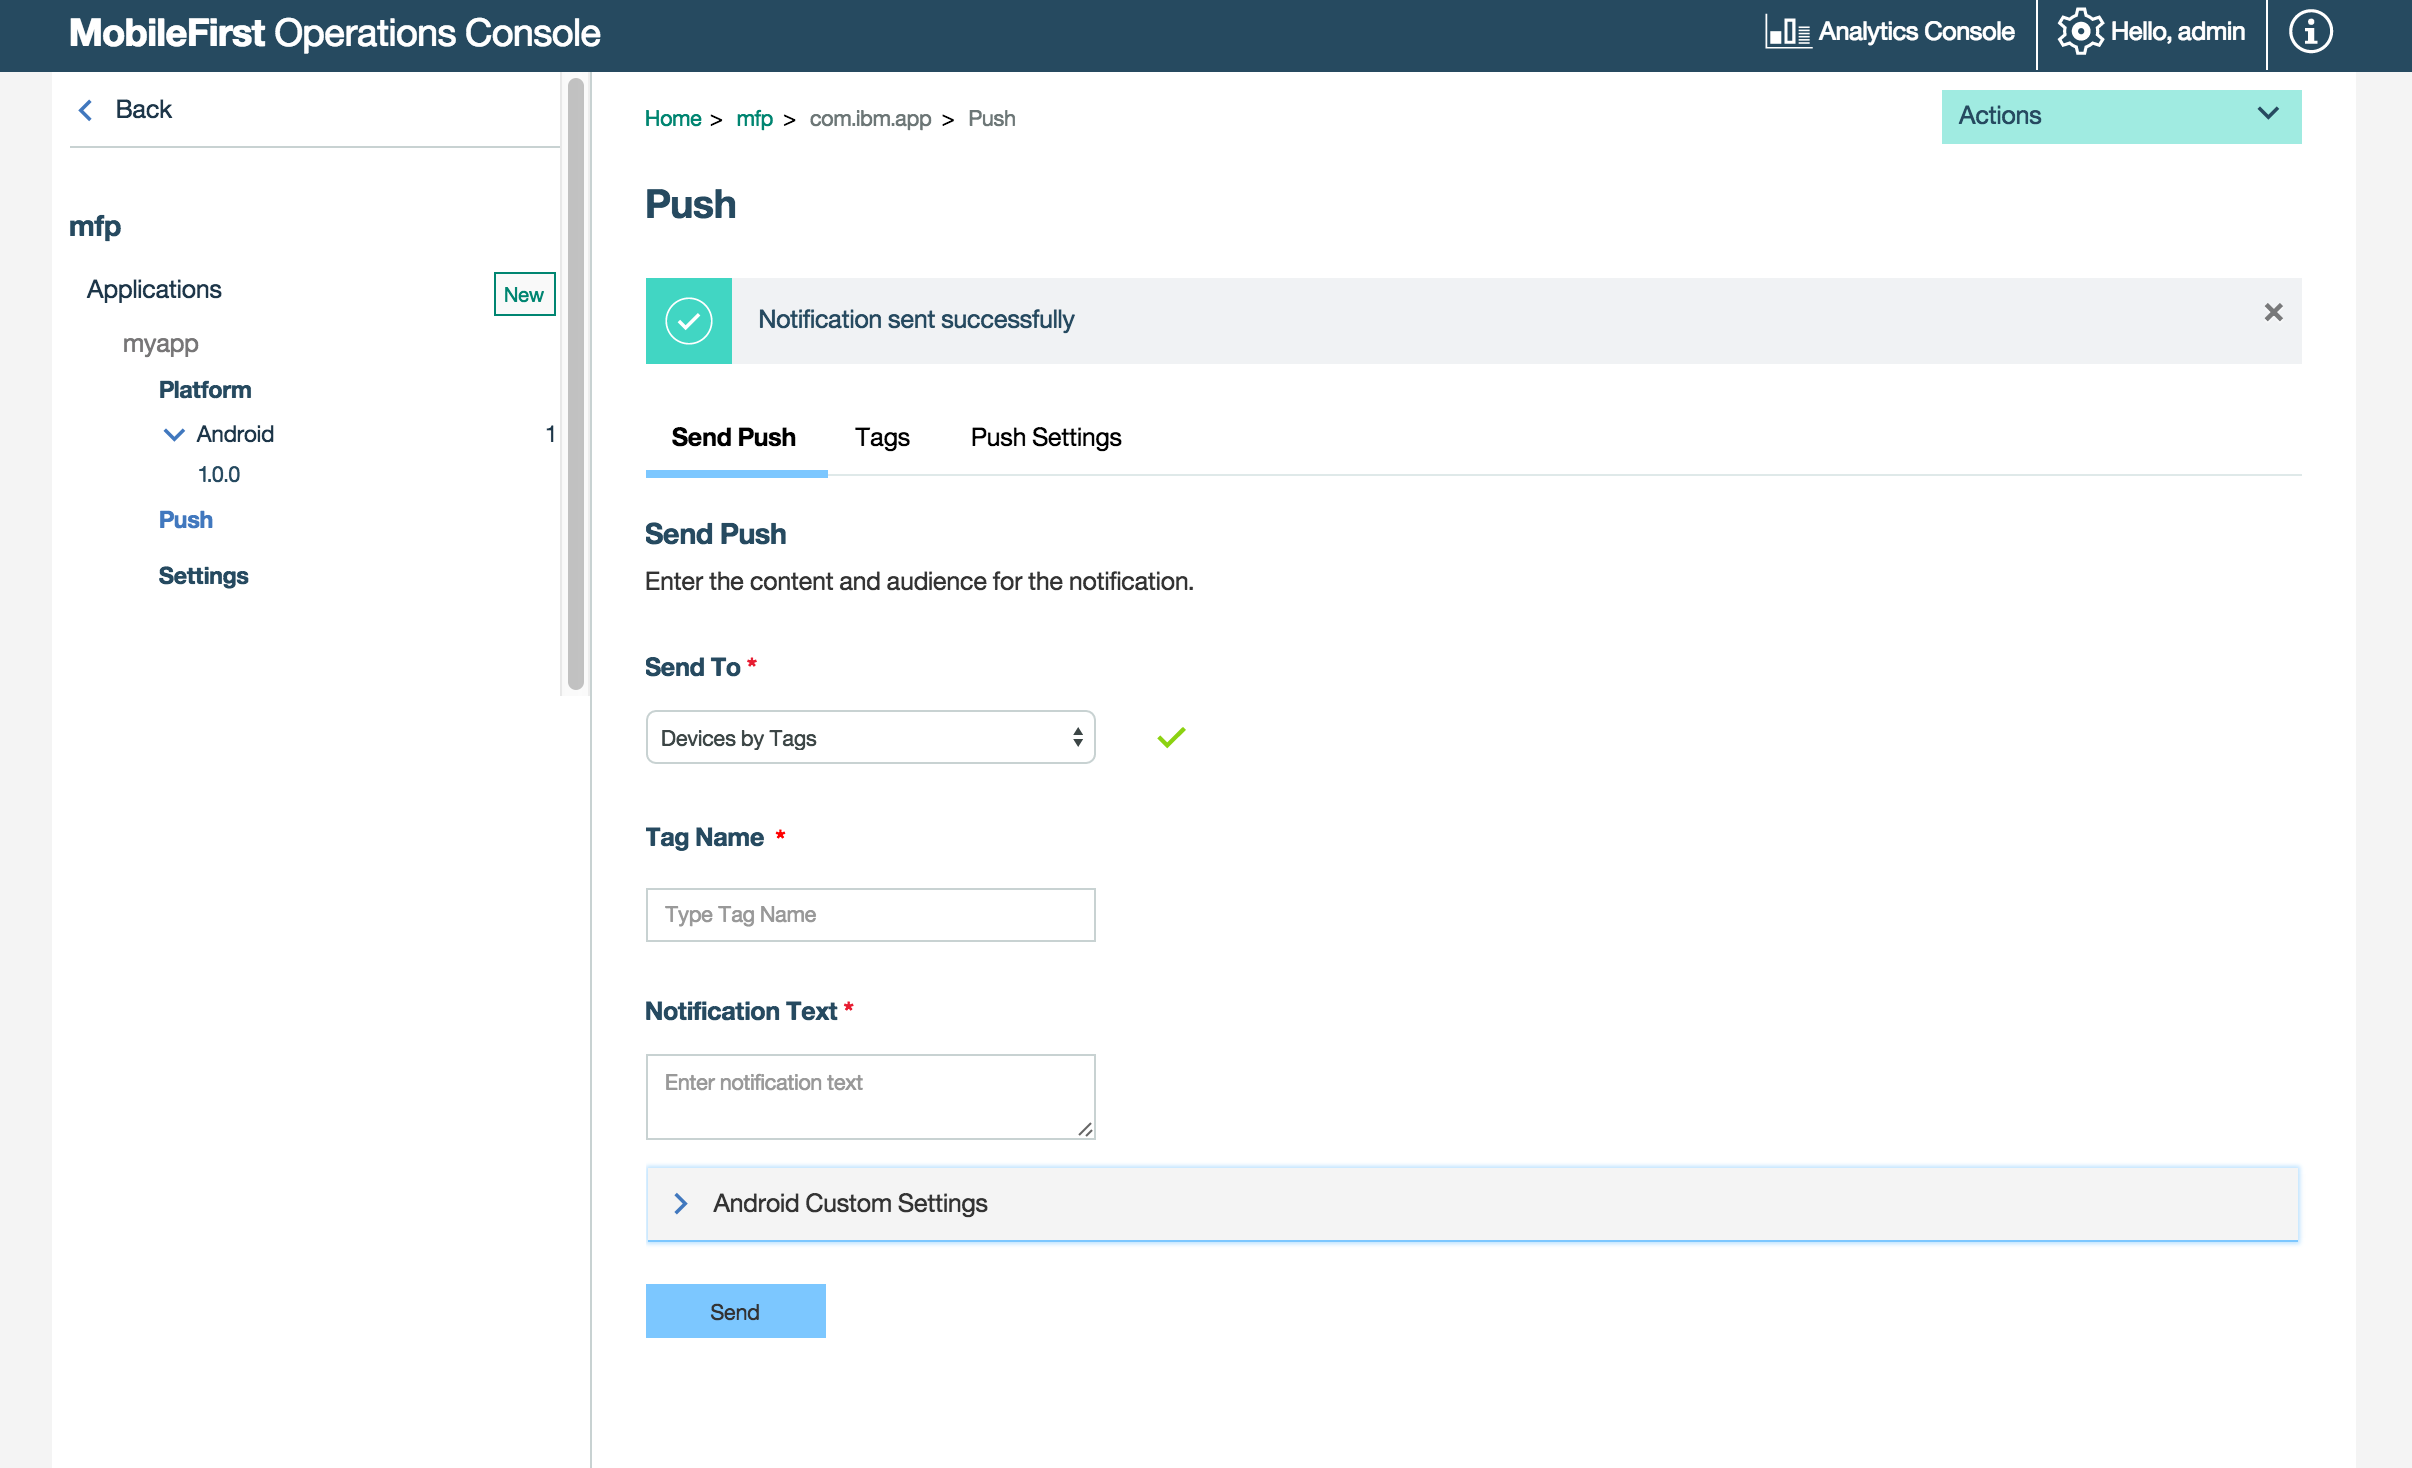 MobileFirst Operations Console
Analytics Console
Hello, admin
Back
mfp
Applications
New
myapp
Platform
Android 1
1.0.0
Push
Settings
Home > mfp > com.ibm.app > Push
Actions
Push
Notification sent successfully
Send Push Tags Push Settings
Send Push
Enter the content and audience for the notification.
Send To *
Devices by Tags
Tag Name *
Type Tag Name
Notification Text *
Enter notification text
Android Custom Settings
Send